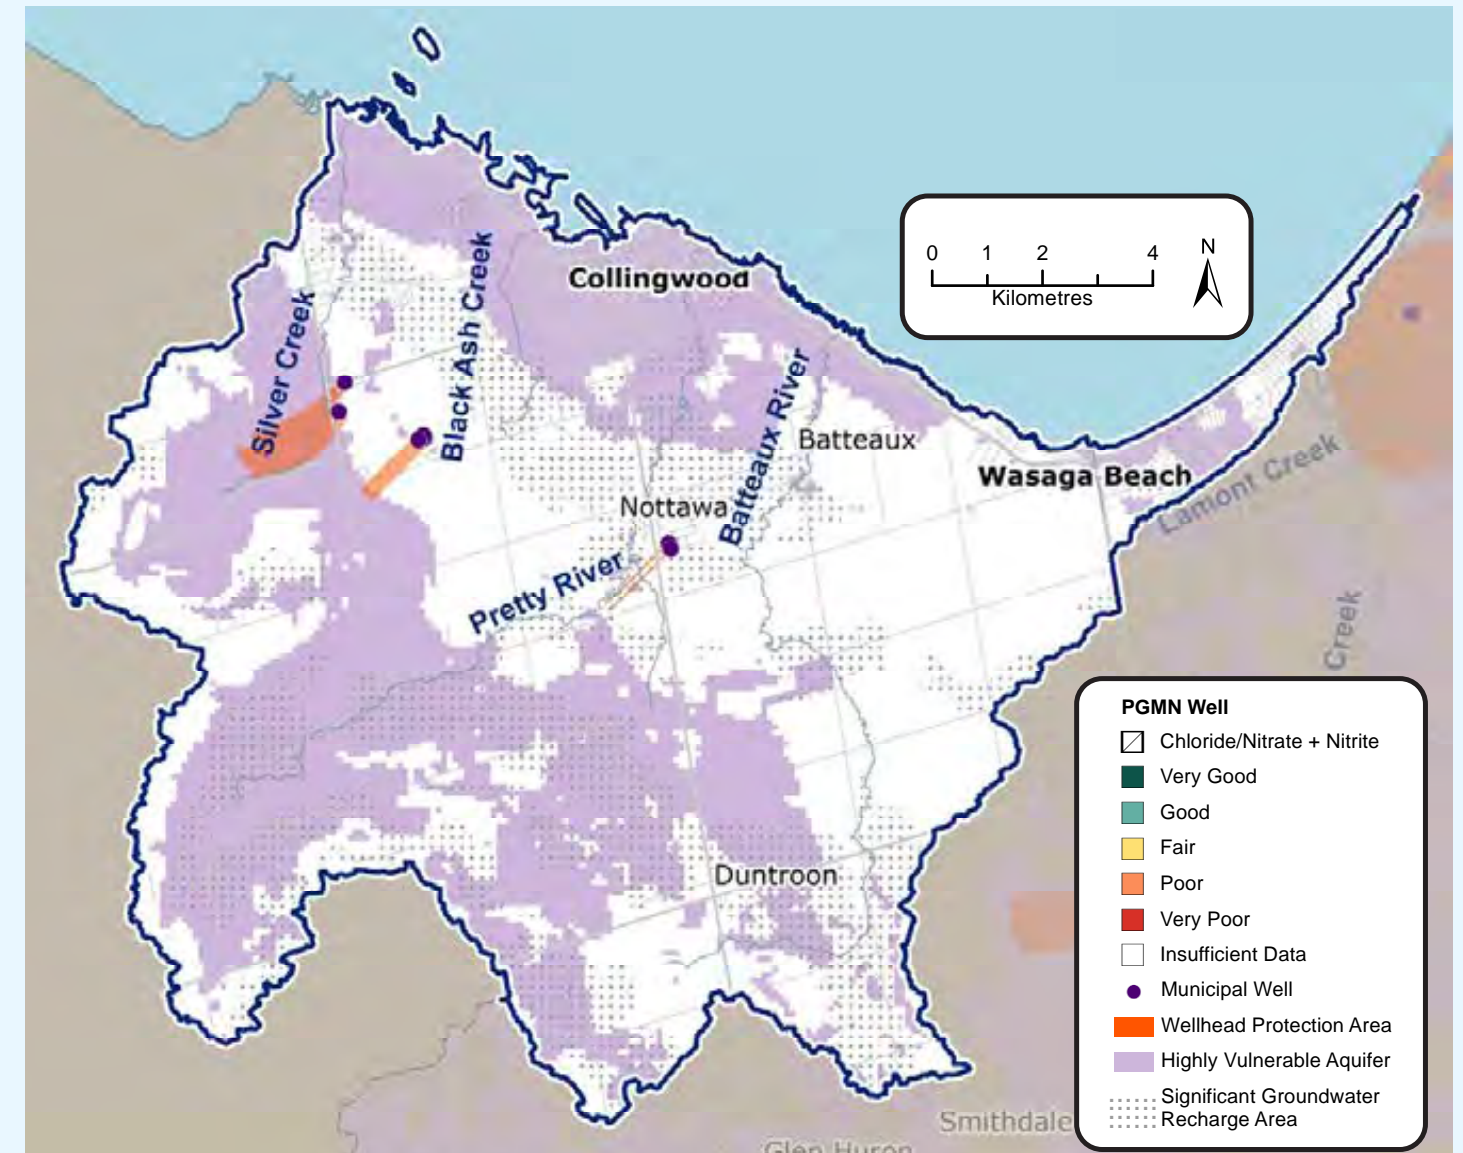 0 1 2 4
N
Kilometres
Collingwood
Black Ash Creek
Silver Creek
Batteaux River
Batteaux
Wasaga Beach
Lamont Creek
Nottawa
Pretty River
Creek
Duntroon
Smithdale
Glen Huron
PGMN Well
Chloride/Nitrate + Nitrite
Very Good
Good
Fair
Poor
Very Poor
Insufficient Data
Municipal Well
Wellhead Protection Area
Highly Vulnerable Aquifer
Significant Groundwater
Recharge Area